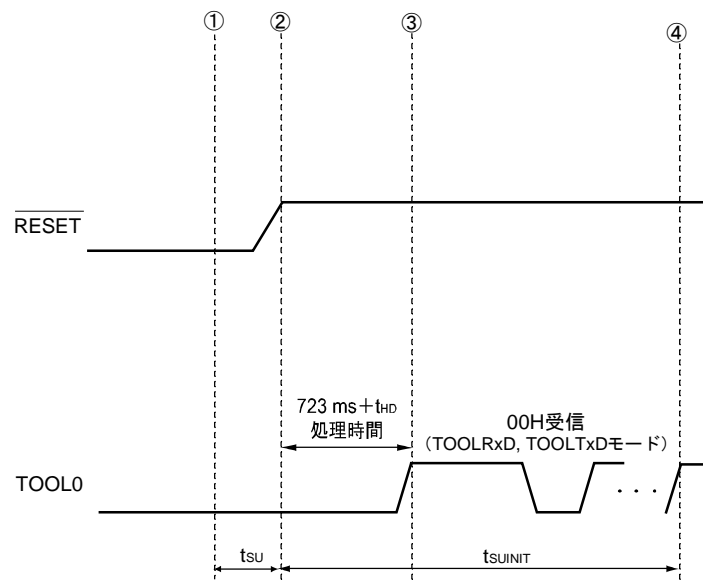 ① ② ③ ④
RESET
723 ms＋tHD
処理時間
00H受信
（TOOLRxD, TOOLTxDモード）
TOOL0
・・・
tSU
tSUINIT